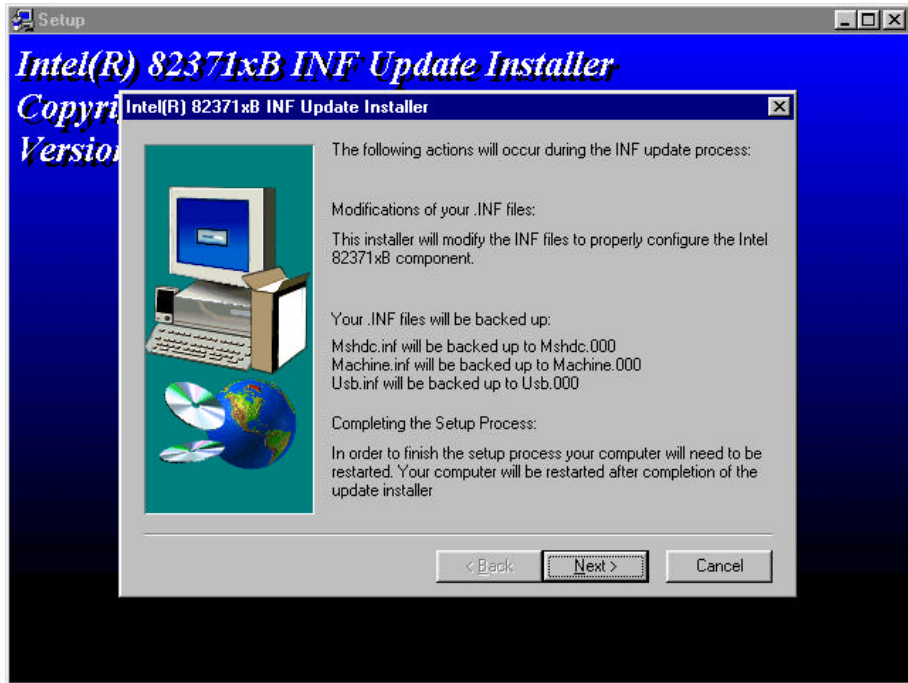 Setup
Intel(R) 82371xB INF Update Installer
Copyri
Version
Intel(R) 82371xB INF Update Installer
The following actions will occur during the INF update process:
Modifications of your .INF files:
This installer will modify the INF files to properly configure the Intel
82371xB component.
Your .INF files will be backed up:
Mshdc.inf will be backed up to Mshdc.000
Machine.inf will be backed up to Machine.000
Usb.inf will be backed up to Usb.000
Completing the Setup Process:
In order to finish the setup process your computer will need to be
restarted. Your computer will be restarted after completion of the
update installer
< Back
Next >
Cancel